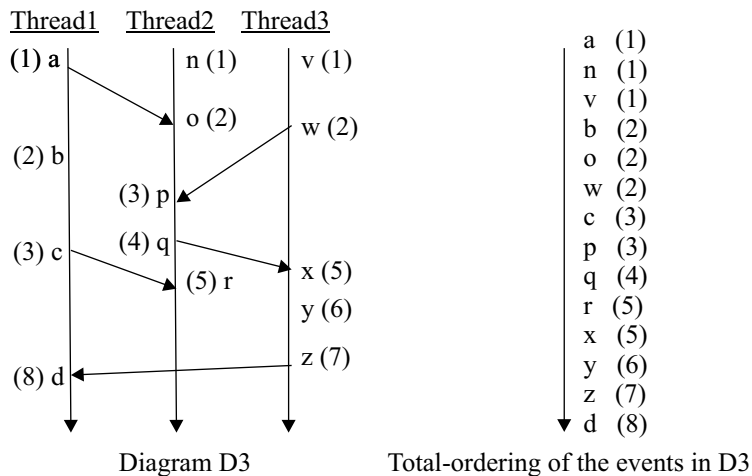 Thread1 Thread2 Thread3
(1) a n (1) v (1)
o (2)
w (2)
(2) b
(3) p
(4) q
(3) c
x (5)
(5) r
y (6)
z (7)
(8) d
Diagram D3
a (1)
n (1)
v (1)
b (2)
o (2)
w (2)
c (3)
p (3)
q (4)
r (5)
x (5)
y (6)
z (7)
d (8)
Total-ordering of the events in D3